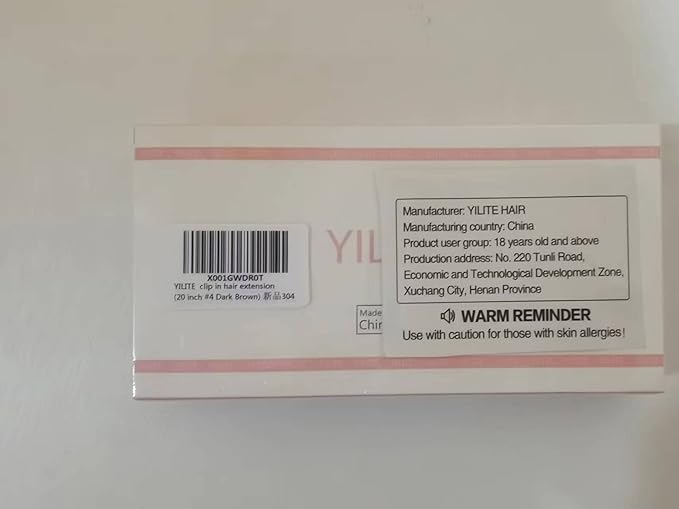 X001GWDR0T
YILITE clip in hair extension
(20 inch #4 Dark Brown) 新品304
YIL
Made
Chin
Manufacturer: YILITE HAIR
Manufacturing country: China
Product user group: 18 years old and above
Production address: No. 220 Tunli Road,
Economic and Technological Development Zone,
Xuchang City, Henan Province
WARM REMINDER
Use with caution for those with skin allergies!